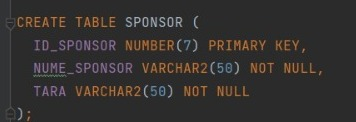 CREATE TABLE SPONSOR (
ID_SPONSOR NUMBER(7) PRIMARY KEY,
NUME_SPONSOR VARCHAR2(50) NOT NULL,
TARA VARCHAR2(50) NOT NULL
);